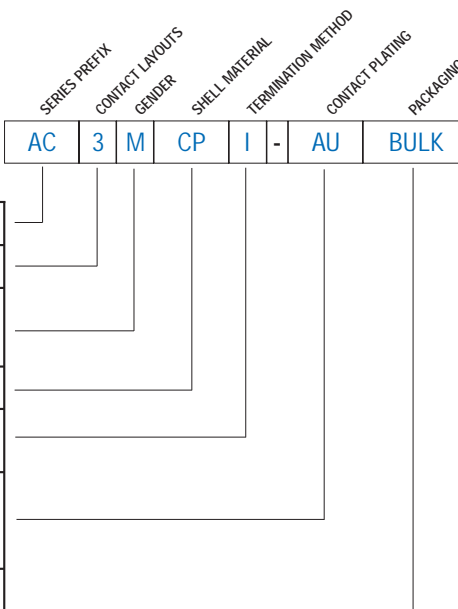 SERIES PREFIX
CONTACT LAYOUTS
GENDER
SHELL MATERIAL
TERMINATION METHOD
CONTACT PLATING
PACKAGING
AC 3 M CP I - AU BULK